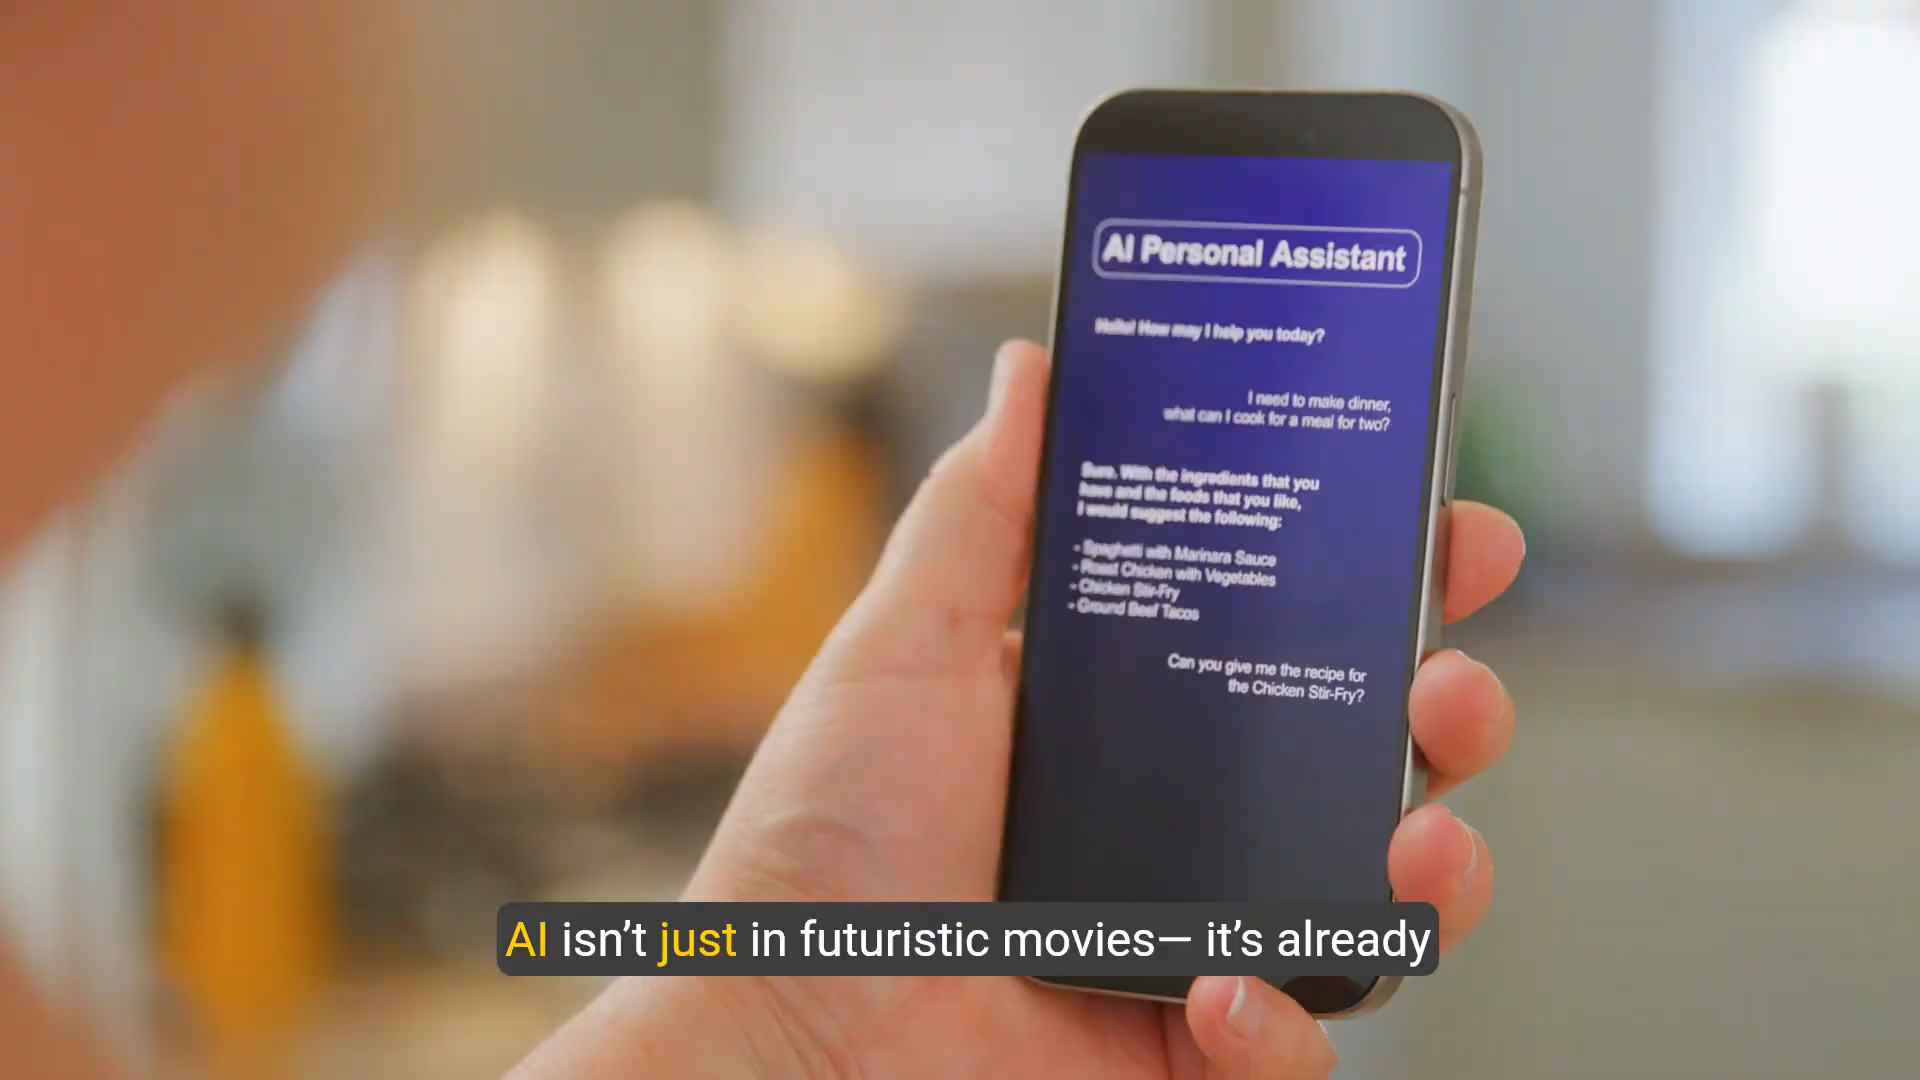 AI Personal Assistant
Hello! How may I help you today?
I need to make dinner,
what can I cook for a meal for two?
Sure. With the ingredients that you
have and the foods that you like,
I would suggest the following:
- Spaghetti with Marinara Sauce
- Roast Chicken with Vegetables
- Chicken Stir-Fry
- Ground Beef Tacos
Can you give me the recipe for
the Chicken Stir-Fry?
AI isn’t just in futuristic movies— it’s already